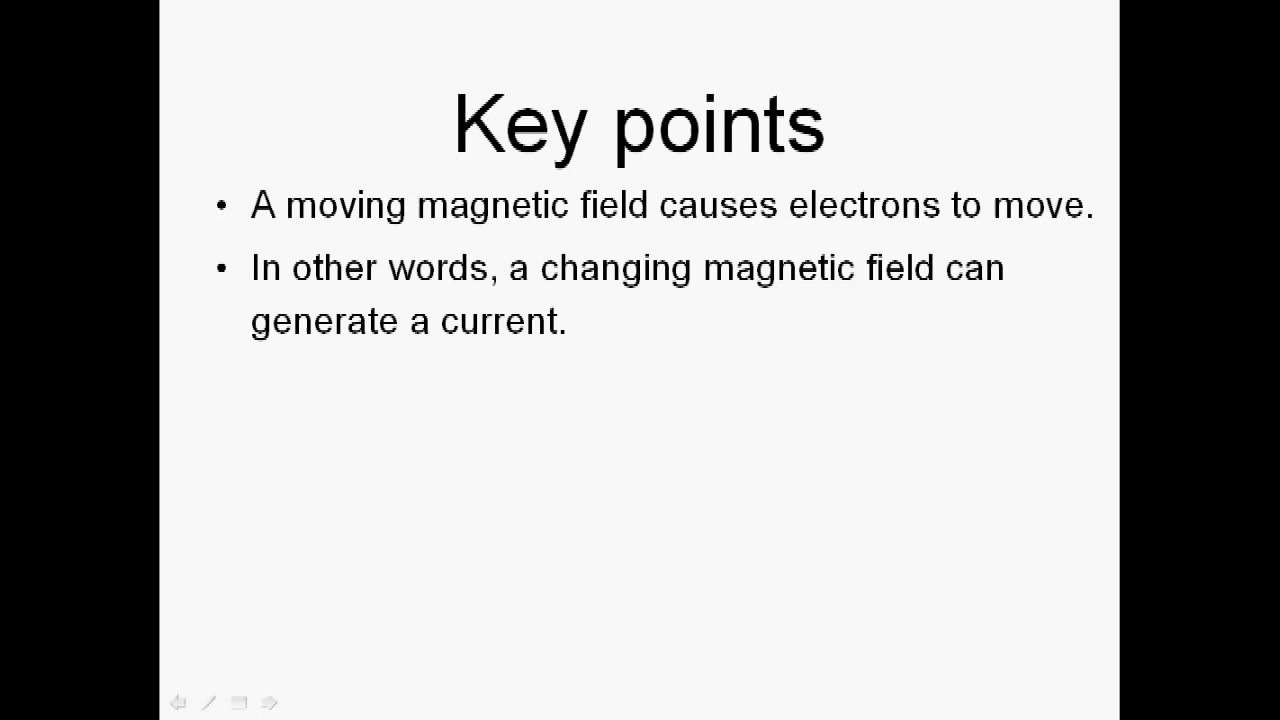 Key points
• A moving magnetic field causes electrons to move.
• In other words, a changing magnetic field can
generate a current.